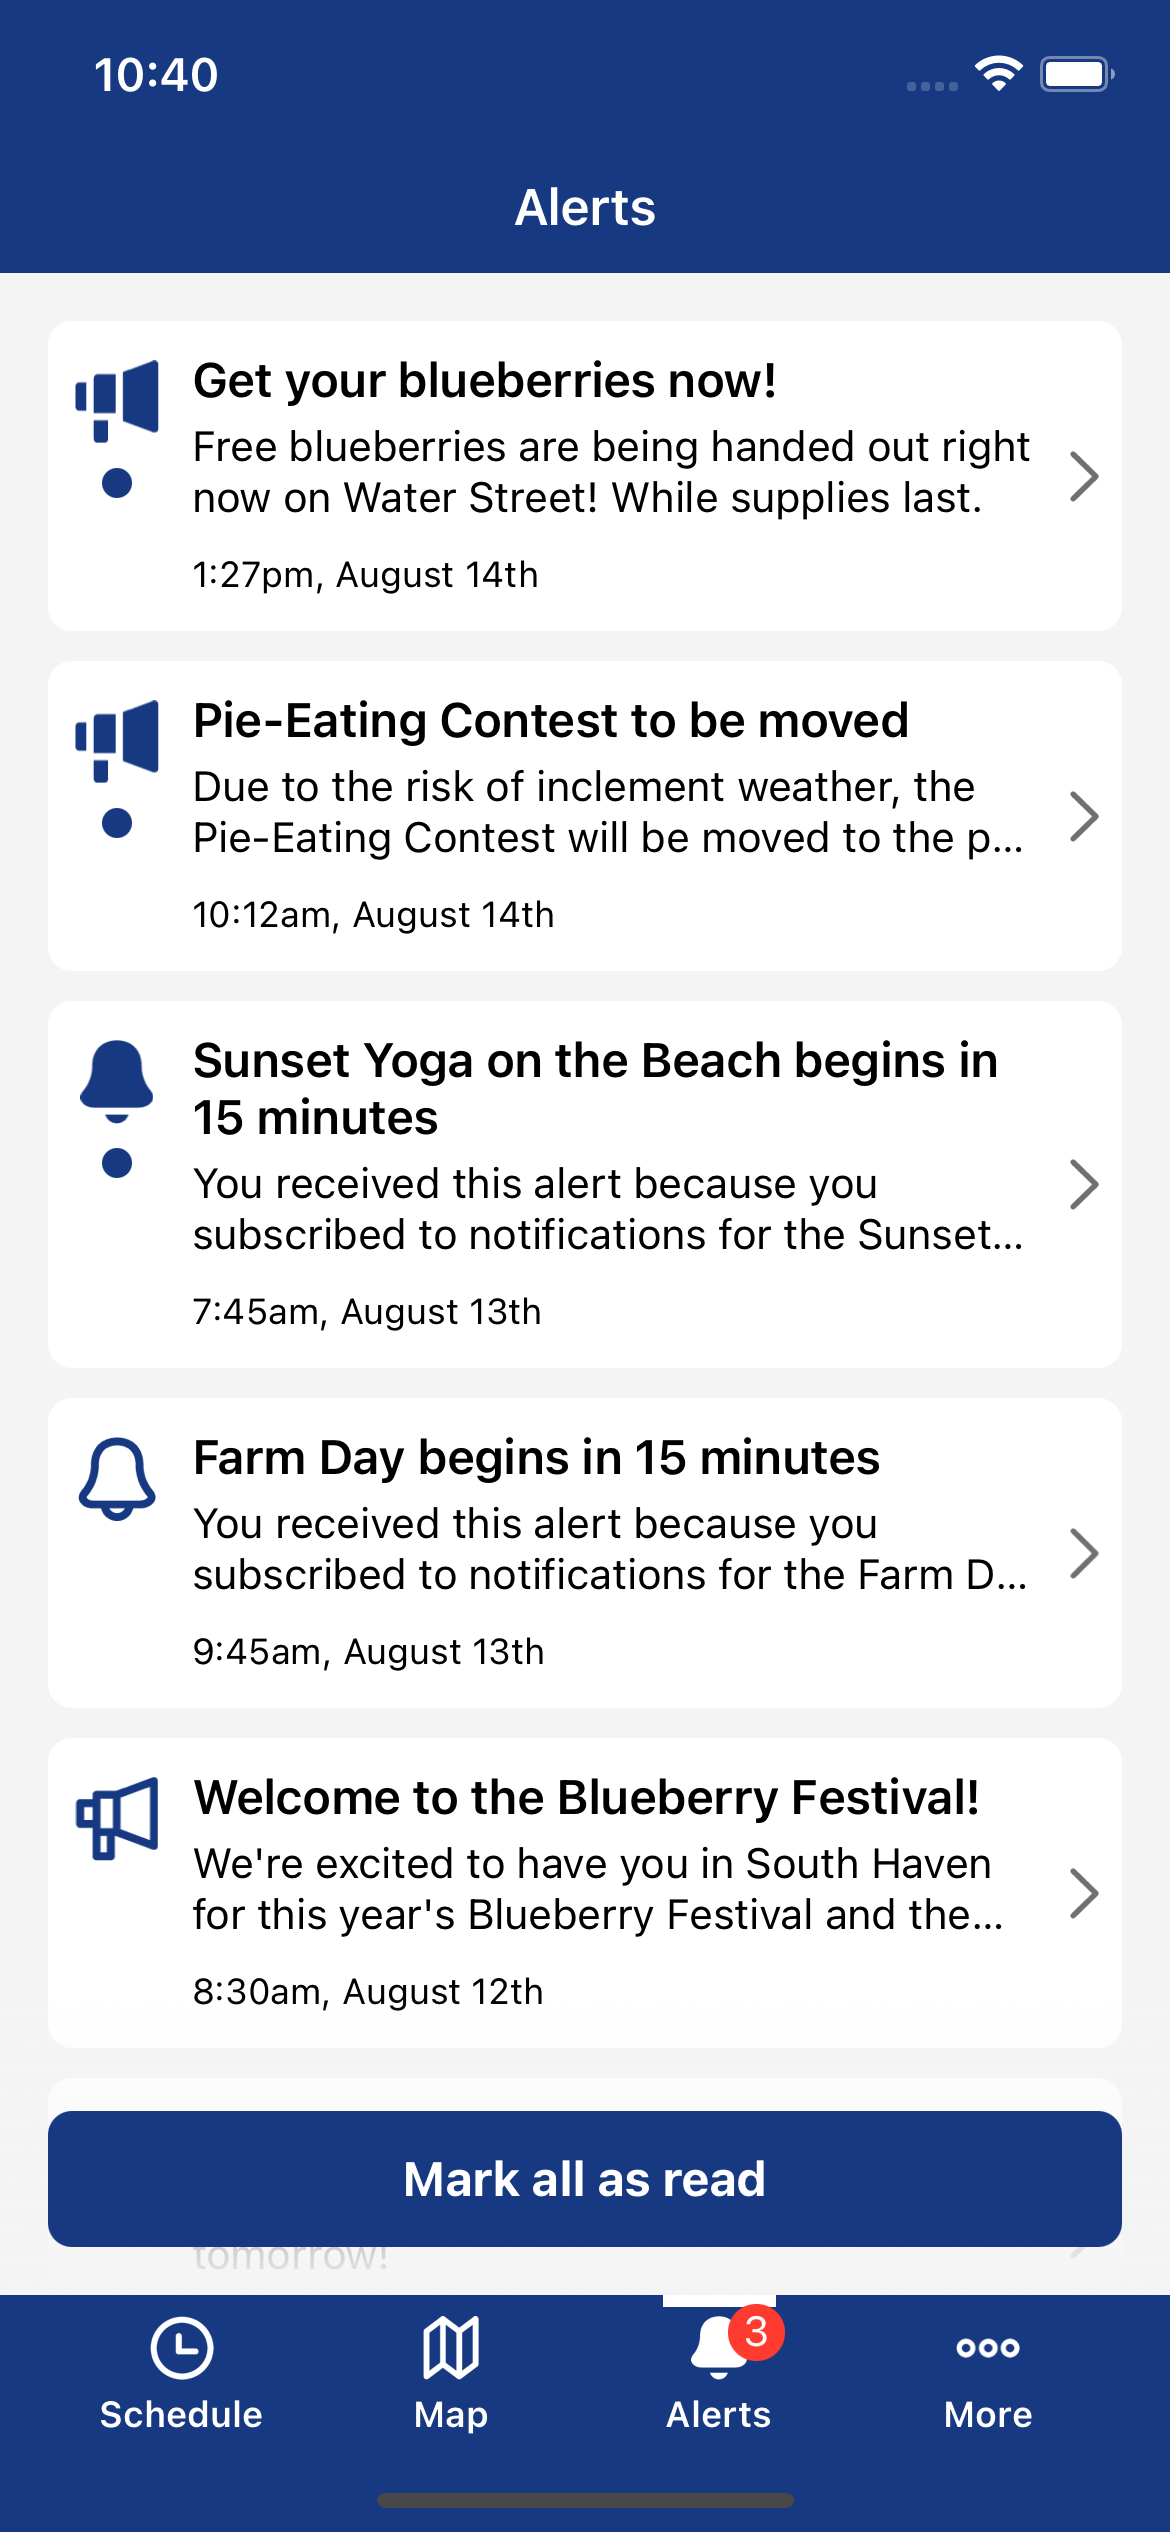 10:40
Alerts
Get your blueberries now!
Free blueberries are being handed out right
now on Water Street! While supplies last.
1:27pm, August 14th
Pie-Eating Contest to be moved
Due to the risk of inclement weather, the
Pie-Eating Contest will be moved to the p...
10:12am, August 14th
Sunset Yoga on the Beach begins in
15 minutes
You received this alert because you
subscribed to notifications for the Sunset...
7:45am, August 13th
Farm Day begins in 15 minutes
You received this alert because you
subscribed to notifications for the Farm D...
9:45am, August 13th
Welcome to the Blueberry Festival!
We're excited to have you in South Haven
for this year's Blueberry Festival and the...
8:30am, August 12th
Mark all as read
tomorrow!
3
Schedule
Map
Alerts
More